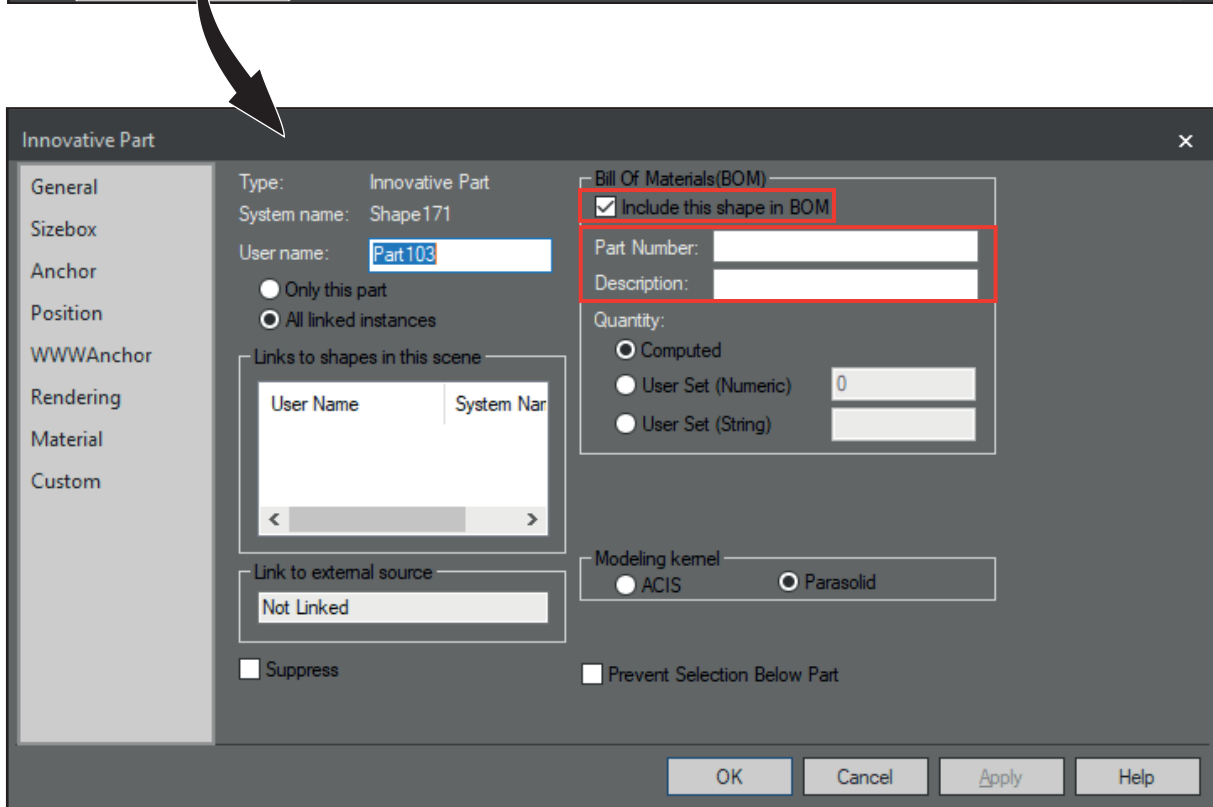 Innovative Part
General
Sizebox
Anchor
Position
WWWAnchor
Rendering
Material
Custom
Type: Innovative Part
System name: Shape171
User name: Part103
Only this part
All linked instances
Links to shapes in this scene
User Name System Nar
Link to external source
Not Linked
Suppress
Bill Of Materials(BOM)
Include this shape in BOM
Part Number:
Description:
Quantity:
Computed
User Set (Numeric) 0
User Set (String)
Modeling kernel
ACIS Parasolid
Prevent Selection Below Part
OK Cancel Apply Help